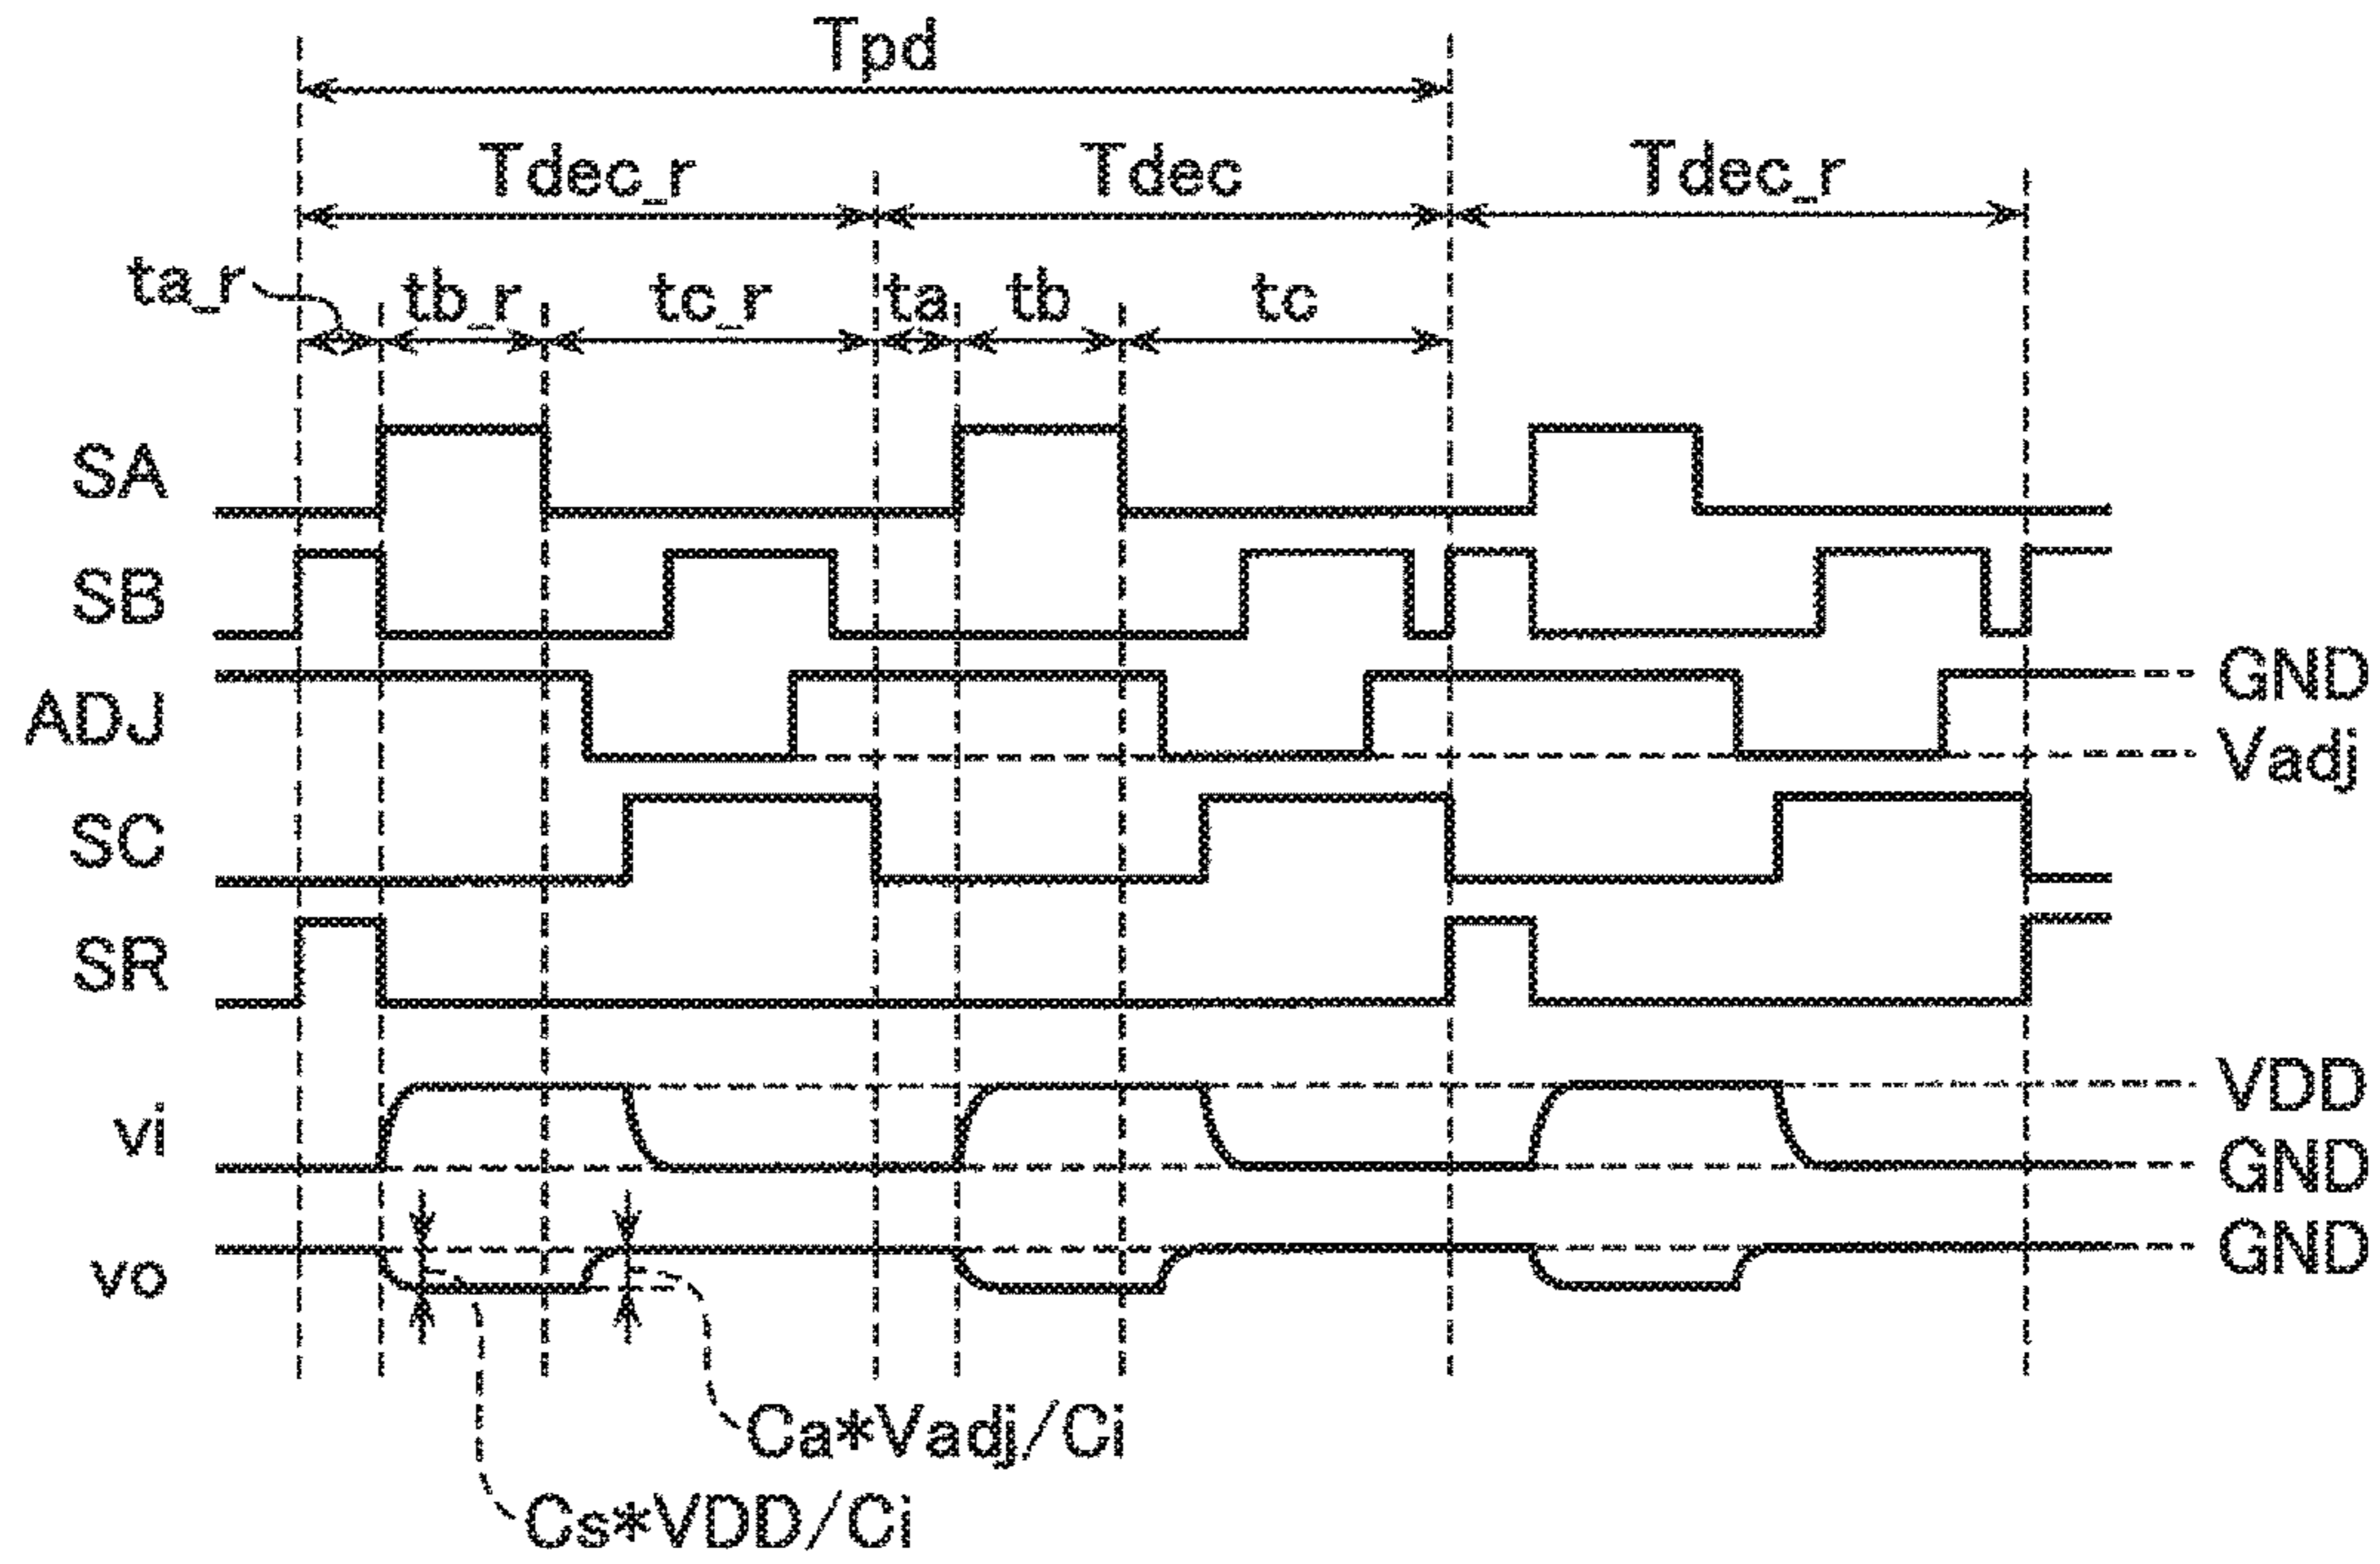 Tpd
Tdec_r Tdec Tdec_r
ta_r tb_r tc_r ta tb tc
SA
SB
ADJ GND
Vadj
SC
SR
vi VDD
GND
vo GND
Ca*Vadj/Ci
Cs*VDD/Ci